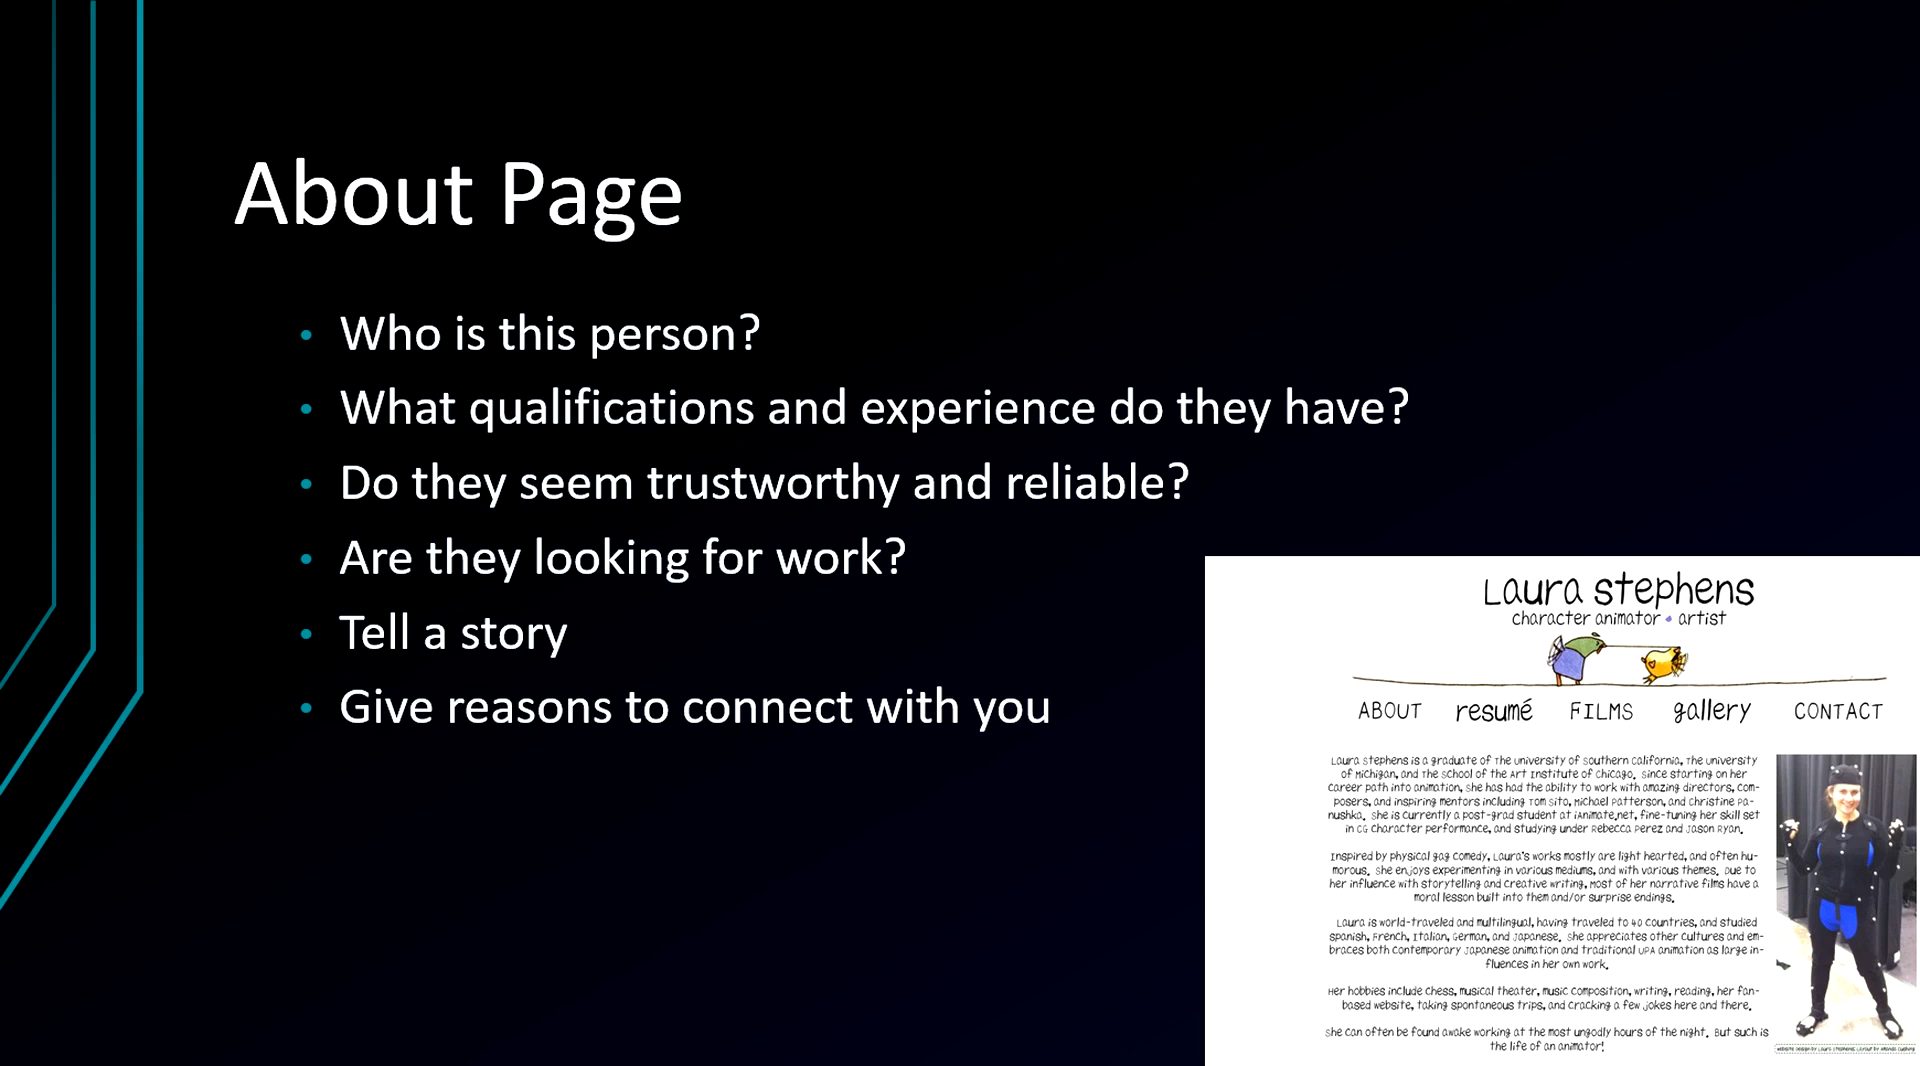 About Page
• Who is this person?
• What qualifications and experience do they have?
• Do they seem trustworthy and reliable?
• Are they looking for work?
• Tell a story
• Give reasons to connect with you
Laura Stephens
character animator • artist
ABOUT resumé FILMS gallery CONTACT
Laura Stephens is a graduate of The University of Southern California, The University
of Michigan, and The School of the Art Institute of Chicago. Since starting on her
career path into animation, she has had the ability to work with amazing directors, com-
posers, and inspiring mentors including Tom Sito, Michael Patterson, and Christine Pa-
nushka. She is currently a post-grad student at iAnimate.net, fine-tuning her skill set
in CG character performance, and studying under Rebecca Perez and Jason Ryan.
Inspired by physical gag comedy, Laura's works mostly are light hearted, and often hu-
morous. She enjoys experimenting in various mediums, and with various themes. Due to
her influence with storytelling and creative writing, most of her narrative films have a
moral lesson built into them and/or surprise endings.
Laura is world-traveled and multilingual, having traveled to 40 countries, and studied
Spanish, French, Italian, German, and Japanese. She appreciates other cultures and em-
braces both contemporary Japanese animation and traditional UPA animation as large in-
fluences in her own work.
Her hobbies include chess, musical theater, music composition, writing, reading, her fan-
based website, taking spontaneous trips, and cracking a few jokes here and there.
She can often be found awake working at the most ungodly hours of the night. But such is
the life of an animator!
Website design by Laura Stephens. Layout by Amanda Cushing